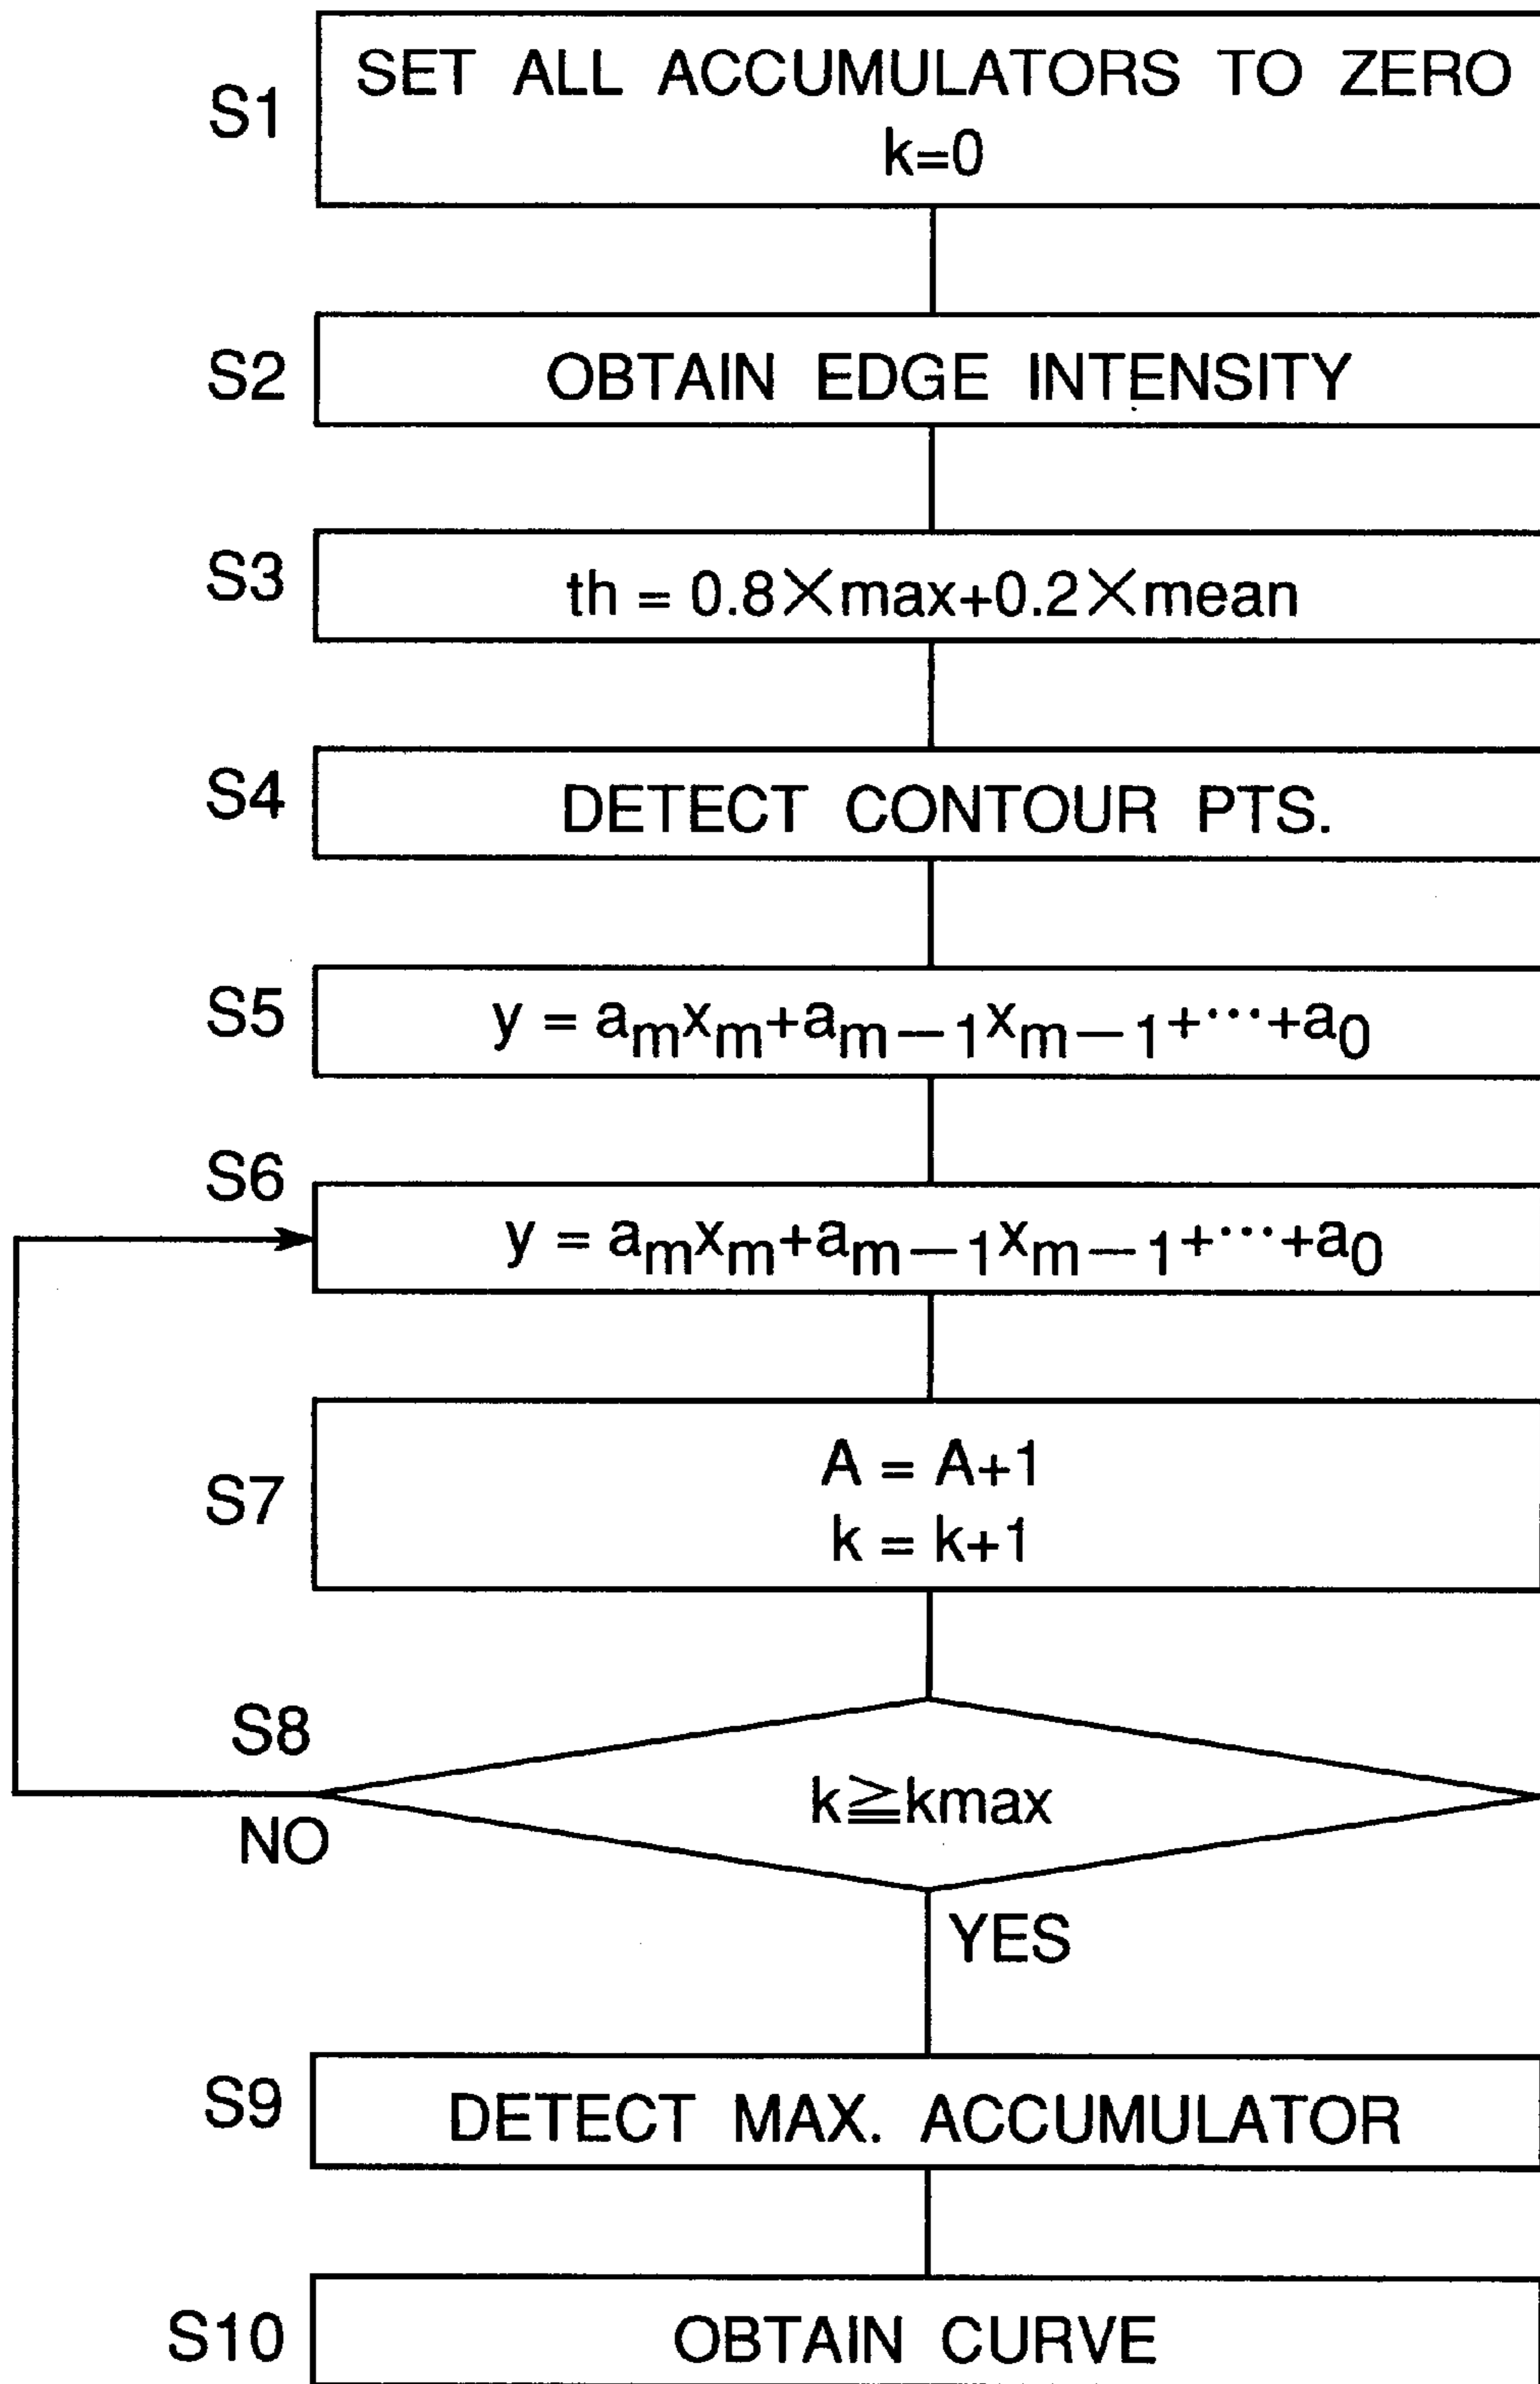 S1
SET ALL ACCUMULATORS TO ZERO
k=0
S2
OBTAIN EDGE INTENSITY
S3
th = 0.8×max+0.2×mean
S4
DETECT CONTOUR PTS.
S5
y = aₘxₘ+aₘ₋₁xₘ₋₁+⋯+a₀
S6
y = aₘxₘ+aₘ₋₁xₘ₋₁+⋯+a₀
S7
A = A+1
k = k+1
S8
k≧kmax
NO
YES
S9
DETECT MAX. ACCUMULATOR
S10
OBTAIN CURVE